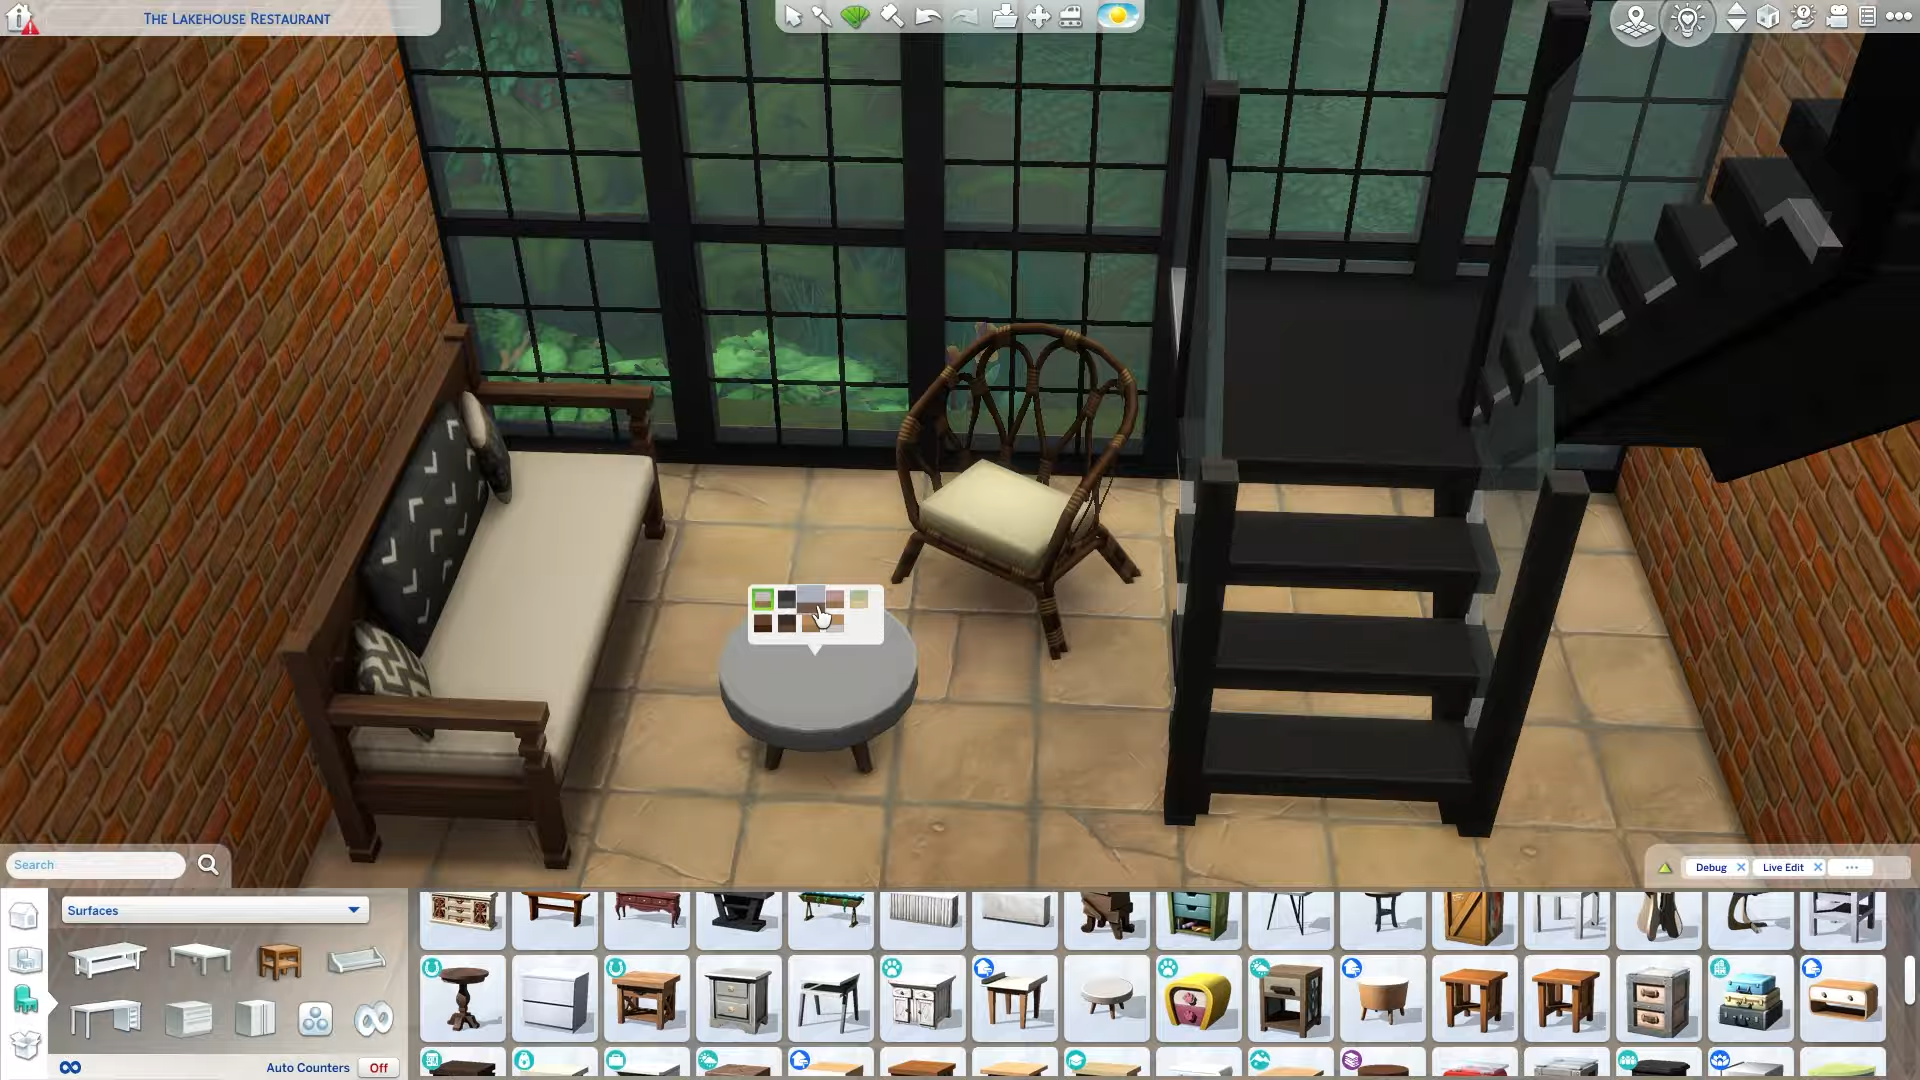 The Lakehouse Restaurant
Search
Debug
Live Edit
Surfaces
Auto Counters Off